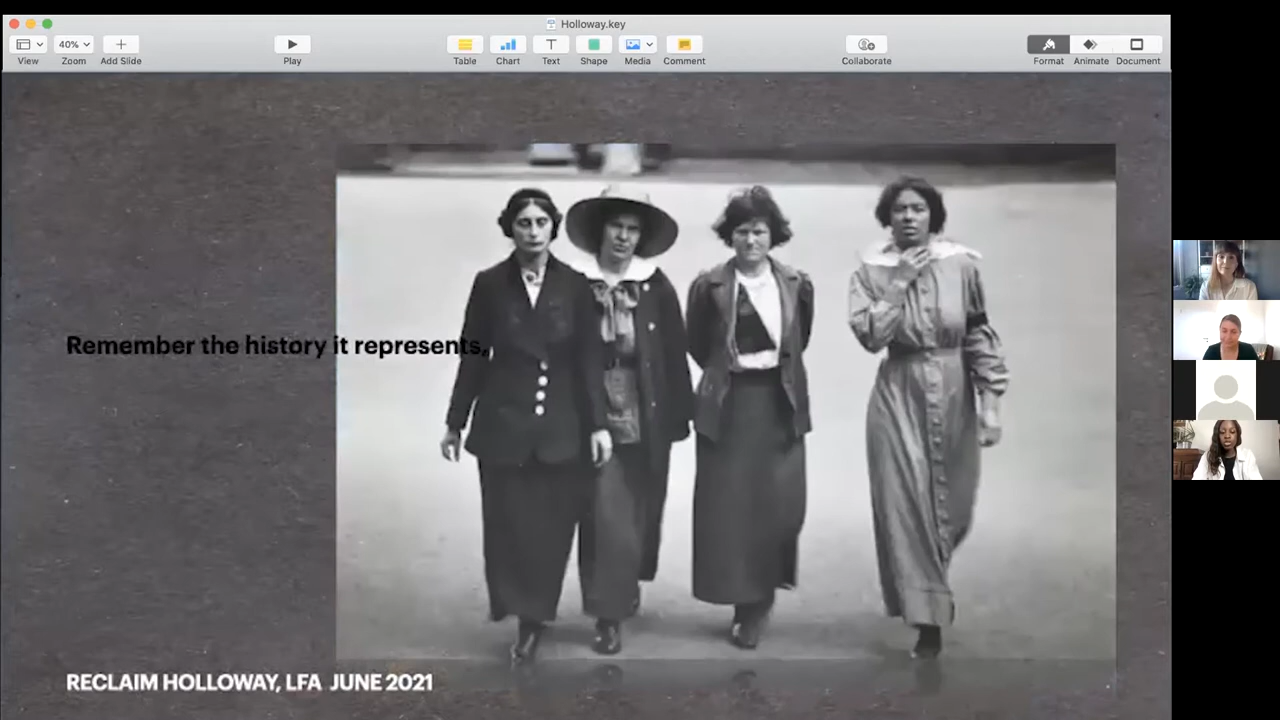 Holloway.key
40%
View
Zoom
Add Slide
Play
Table
Chart
Text
Shape
Media
Comment
Collaborate
Format
Animate
Document
Remember the history it represents,
RECLAIM HOLLOWAY, LFA JUNE 2021